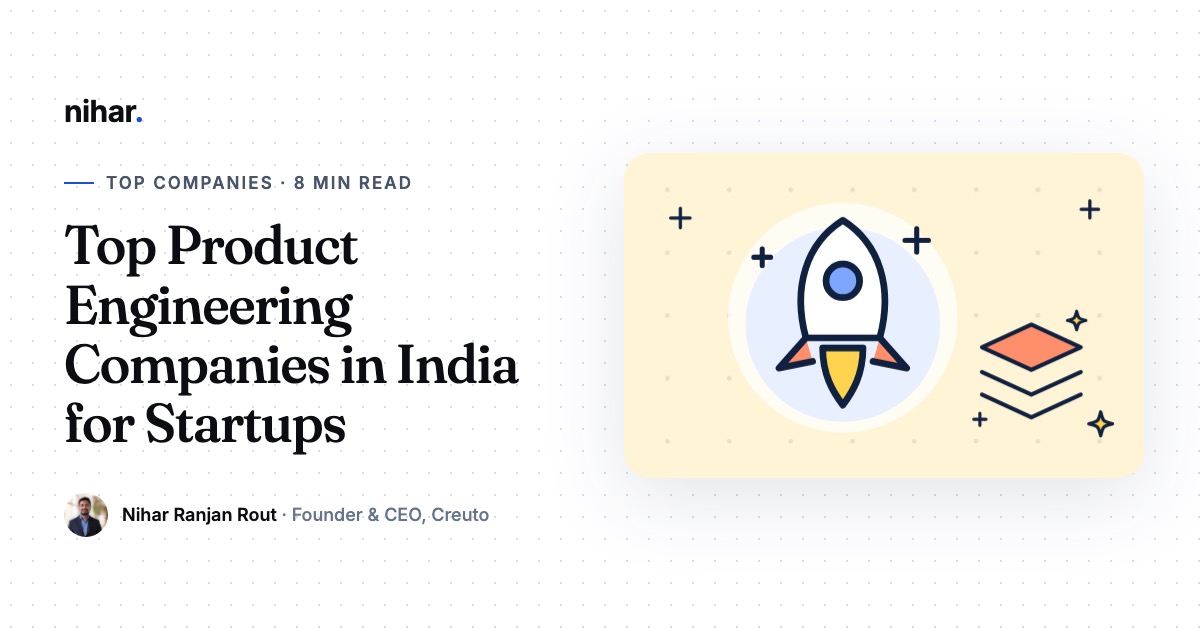 nihar.
TOP COMPANIES · 8 MIN READ
Top Product
Engineering
Companies in India
for Startups
Nihar Ranjan Rout · Founder & CEO, Creuto